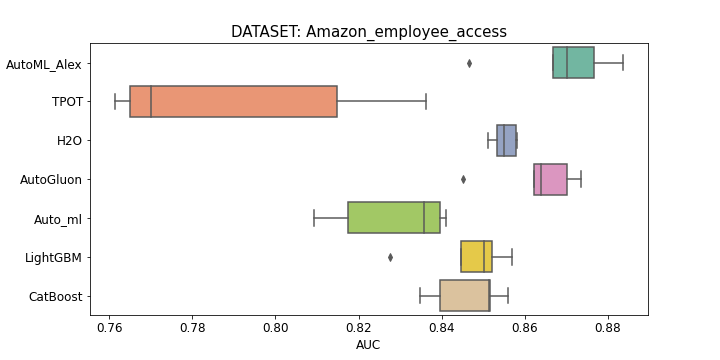 DATASET: Amazon_employee_access
AutoML_Alex
TPOT
H2O
AutoGluon
Auto_ml
LightGBM
CatBoost
0.76 0.78 0.80 0.82 0.84 0.86 0.88
AUC